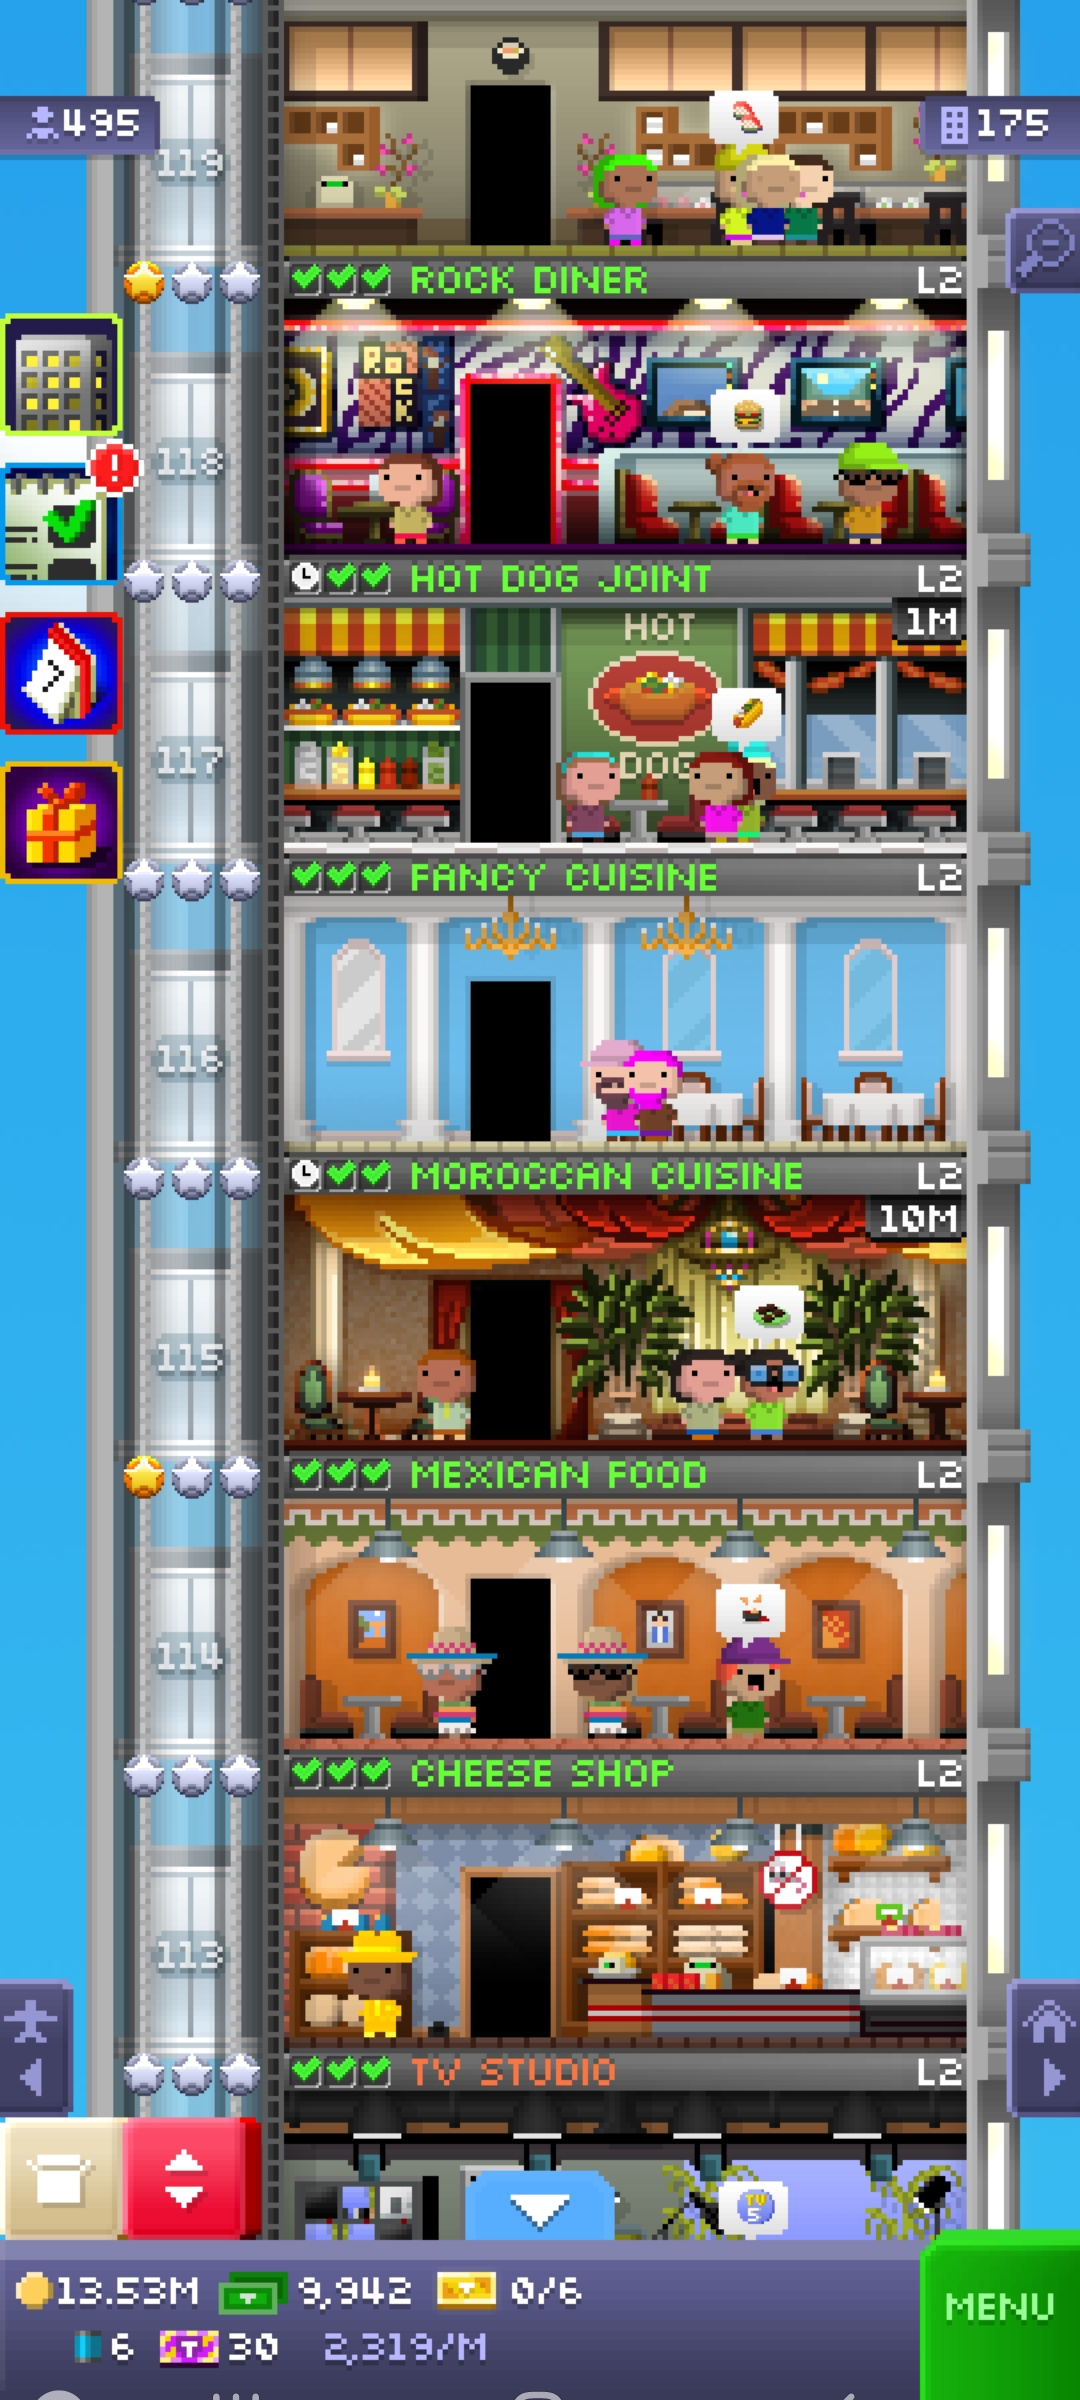 495
175
119
ROCK DINER L2
ROCK
118
HOT DOG JOINT L2
1M
HOT
DOG
117
FANCY CUISINE L2
116
MOROCCAN CUISINE L2
10M
115
MEXICAN FOOD L2
114
CHEESE SHOP L2
113
TV STUDIO L2
TV
5
13.53M 9,942 0/6
6 T 30 2,319/M
MENU